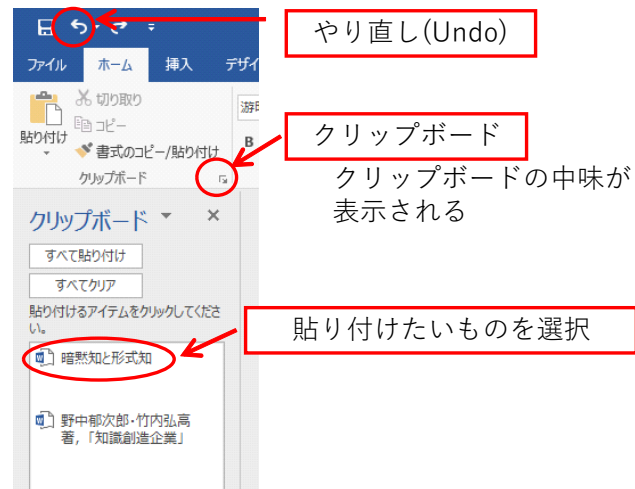 やり直し(Undo)
ファイル ホーム 挿入 デザイ
切り取り
コピー
貼り付け
書式のコピー/貼り付け
B
クリップボード
クリップボード
クリップボードの中味が
表示される
クリップボード
すべて貼り付け
すべてクリア
貼り付けるアイテムをクリックしてくださ
い。
貼り付けたいものを選択
暗黙知と形式知
野中郁次郎・竹内弘高
著,「知識創造企業」